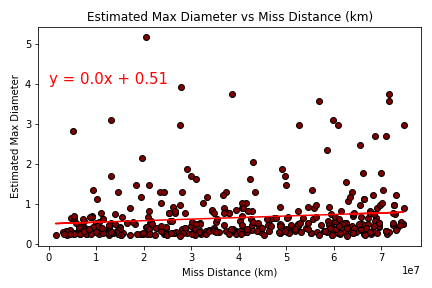 Estimated Max Diameter vs Miss Distance (km)
5
4
3
2
1
0
Estimated Max Diameter
y = 0.0x + 0.51
0 1 2 3 4 5 6 7
1e7
Miss Distance (km)